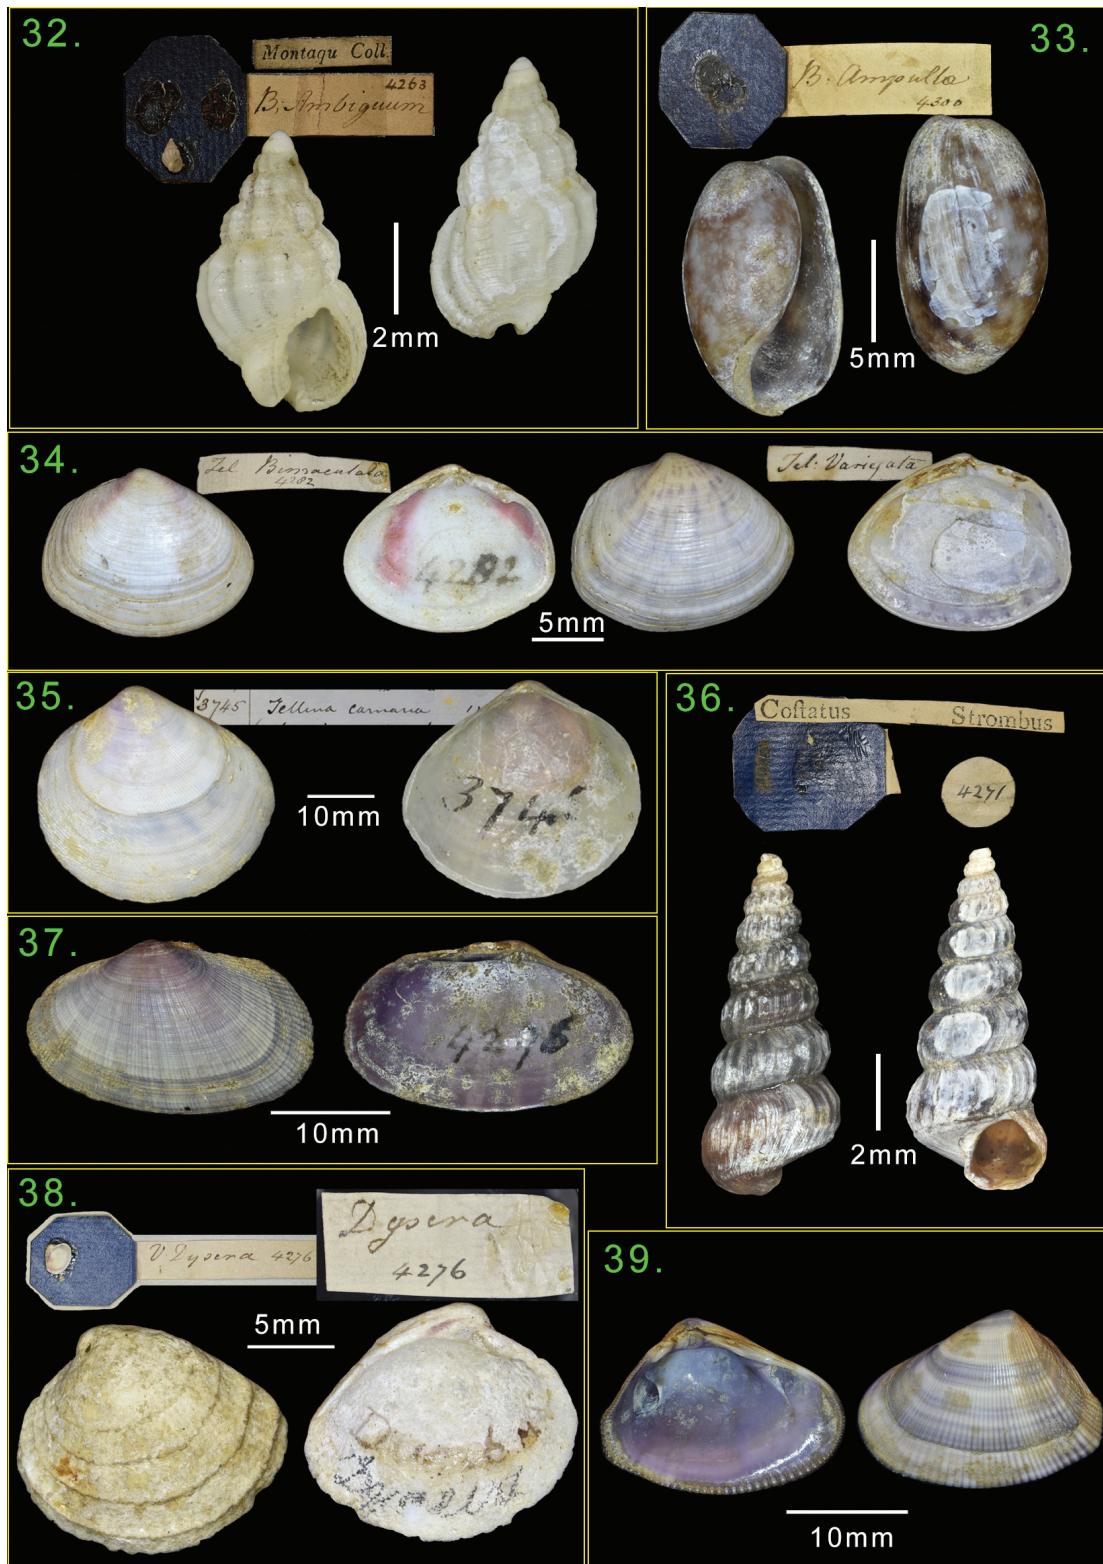 32.
Montagu Coll.
4263
B. Ambiguum
2mm
33.
B. Ampulla
4300
5mm
34.
Tel Bimaculata
4282
4282
Tel: Variegata
5mm
35.
3745
Tellina carnaria
10mm
3745
36.
Costatus Strombus
4271
2mm
37.
4296
10mm
38.
V. Dysera 4276
Dysera
4276
5mm
39.
10mm